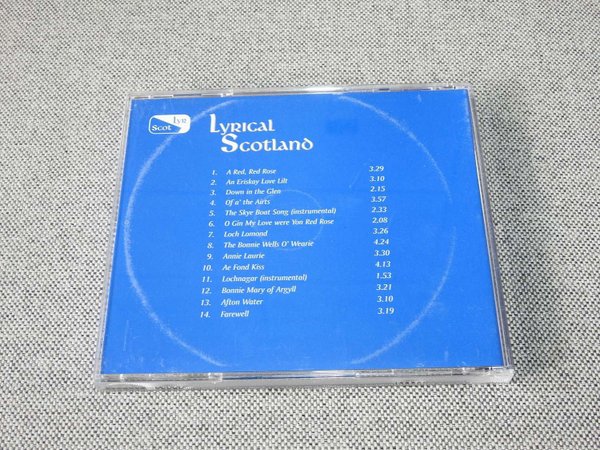 Lyr
Scot
Lyrical
Scotland
1. A Red, Red Rose 3.29
2. An Eriskay Love Lilt 3.10
3. Down in the Glen 2.15
4. Of a' the Airts 3.57
5. The Skye Boat Song (instrumental) 2.33
6. O Gin My Love were Yon Red Rose 2.08
7. Loch Lomond 3.26
8. The Bonnie Wells O' Wearie 4.24
9. Annie Laurie 3.30
10. Ae Fond Kiss 4.13
11. Lochnagar (instrumental) 1.53
12. Bonnie Mary of Argyll 3.21
13. Afton Water 3.10
14. Farewell 3.19